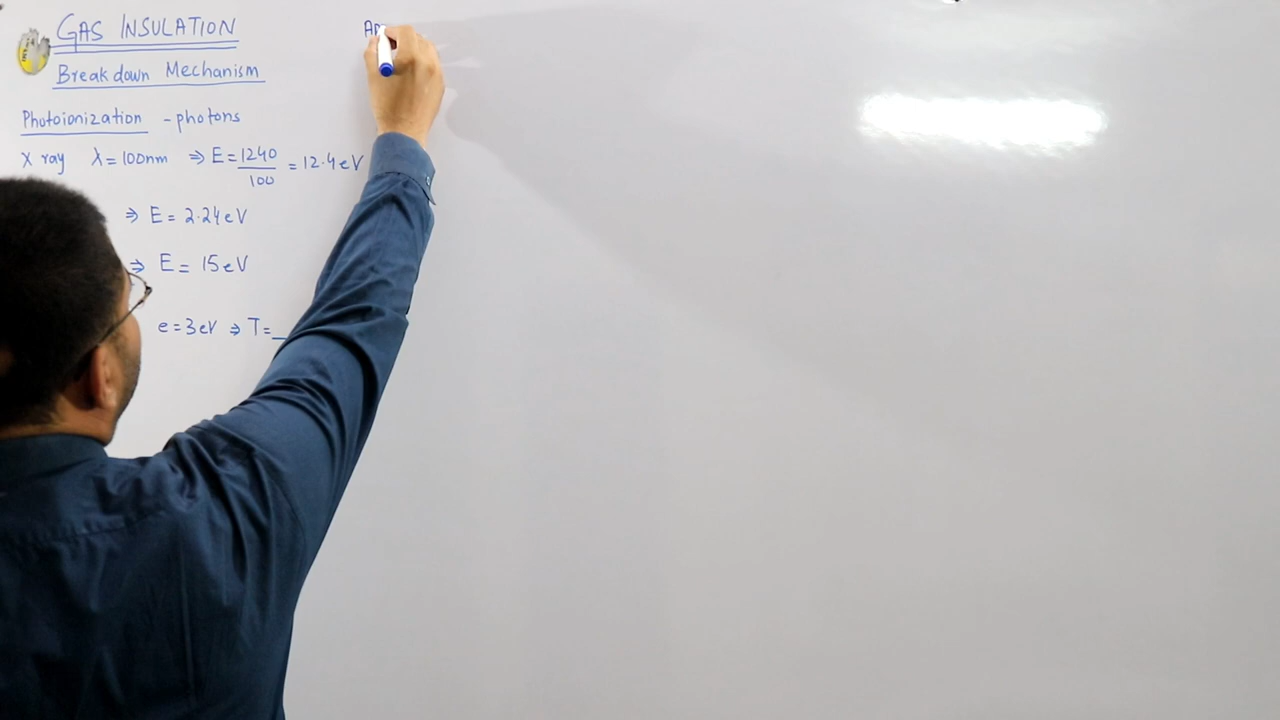 GAS INSULATION
Breakdown Mechanism
Photoionization - photons
X ray λ = 100nm ⇒ E = 1240/100 = 12.4eV
⇒ E = 2.24eV
⇒ E = 15eV
e = 3eV ⇒ T = _